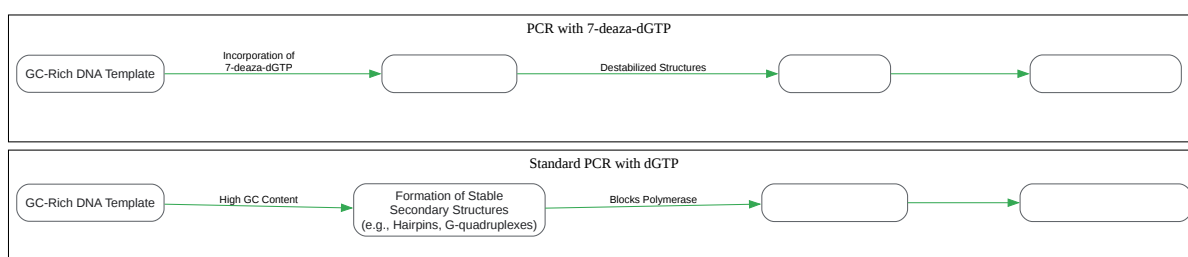 PCR with 7-deaza-dGTP
GC-Rich DNA Template
Incorporation of
7-deaza-dGTP
Destabilized Structures
Standard PCR with dGTP
GC-Rich DNA Template
High GC Content
Formation of Stable
Secondary Structures
(e.g., Hairpins, G-quadruplexes)
Blocks Polymerase